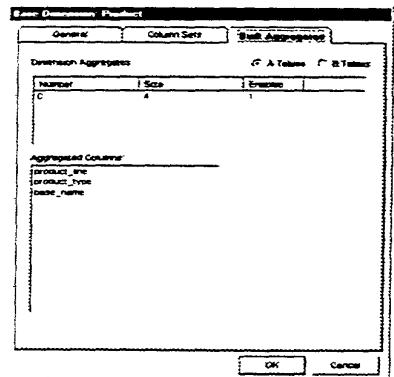 Base Dimension: Product
General Column Sets Built Aggregates
Dimension Aggregates A Tables B Tables
Number Size Enabled
C 4 1
Aggregated Columns:
product_line
product_type
base_name
OK Cancel